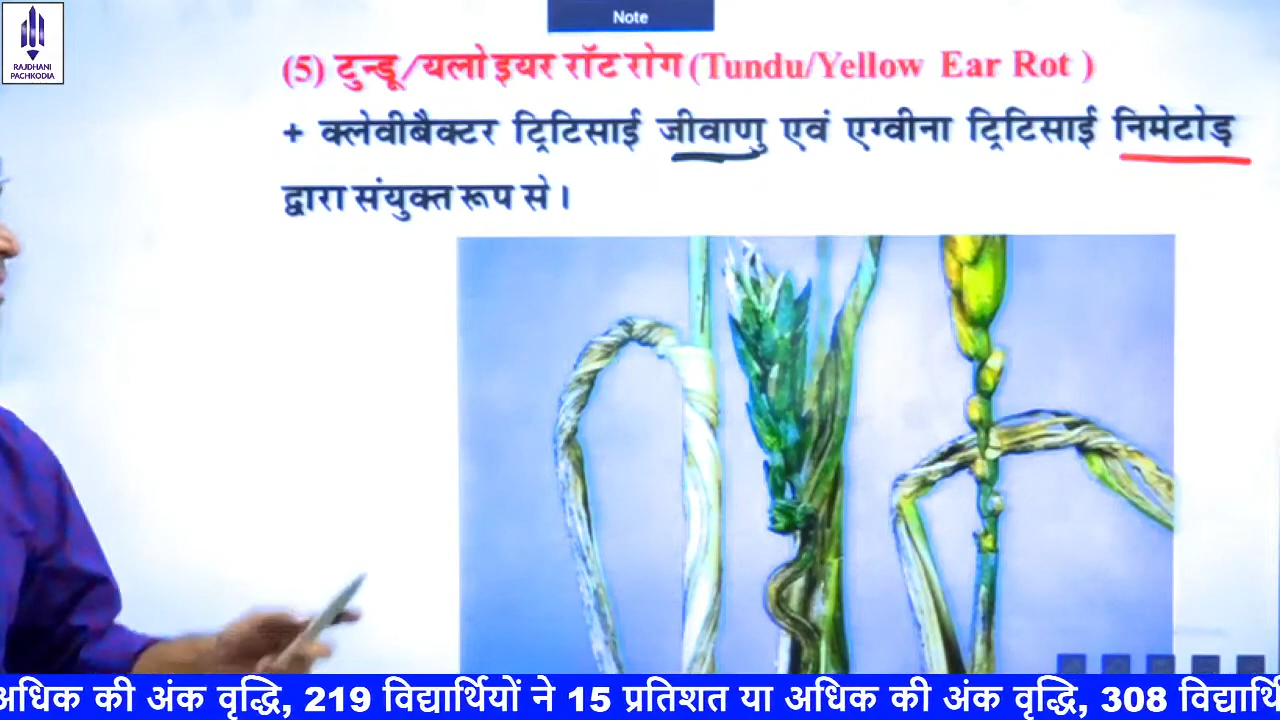 RAJDHANI
PACHKODIA
Note
(5) टुन्डू/यलो इयर रॉट रोग (Tundu/Yellow Ear Rot )
+ क्लेवीबैक्टर ट्रिटिसाई जीवाणु एवं एग्वीना ट्रिटिसाई निमेटोड़
द्वारा संयुक्त रूप से।
अधिक की अंक वृद्धि, 219 विद्यार्थियों ने 15 प्रतिशत या अधिक की अंक वृद्धि, 308 विद्यार्थि